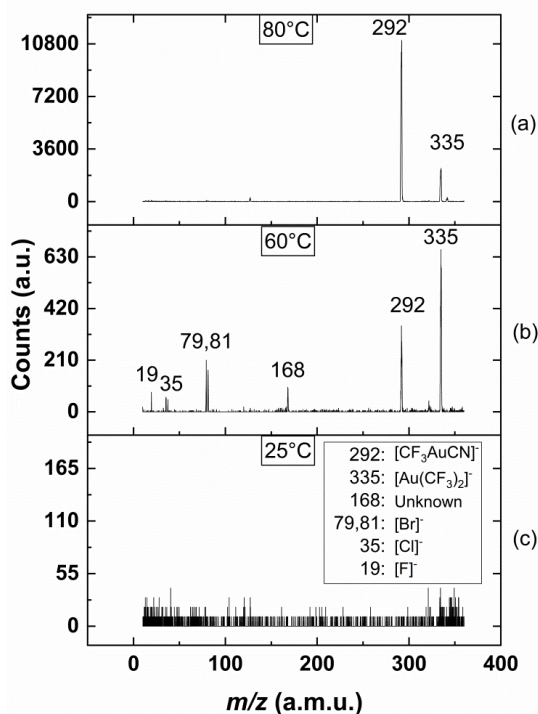 80°C
292
335
10800
7200
3600
0
(a)
60°C
335
292
79,81
168
19
35
630
420
210
0
(b)
Counts (a.u.)
25°C
292: [CF₃AuCN]⁻
335: [Au(CF₃)₂]⁻
168: Unknown
79,81: [Br]⁻
35: [Cl]⁻
19: [F]⁻
165
110
55
0
(c)
0 100 200 300 400
m/z (a.m.u.)